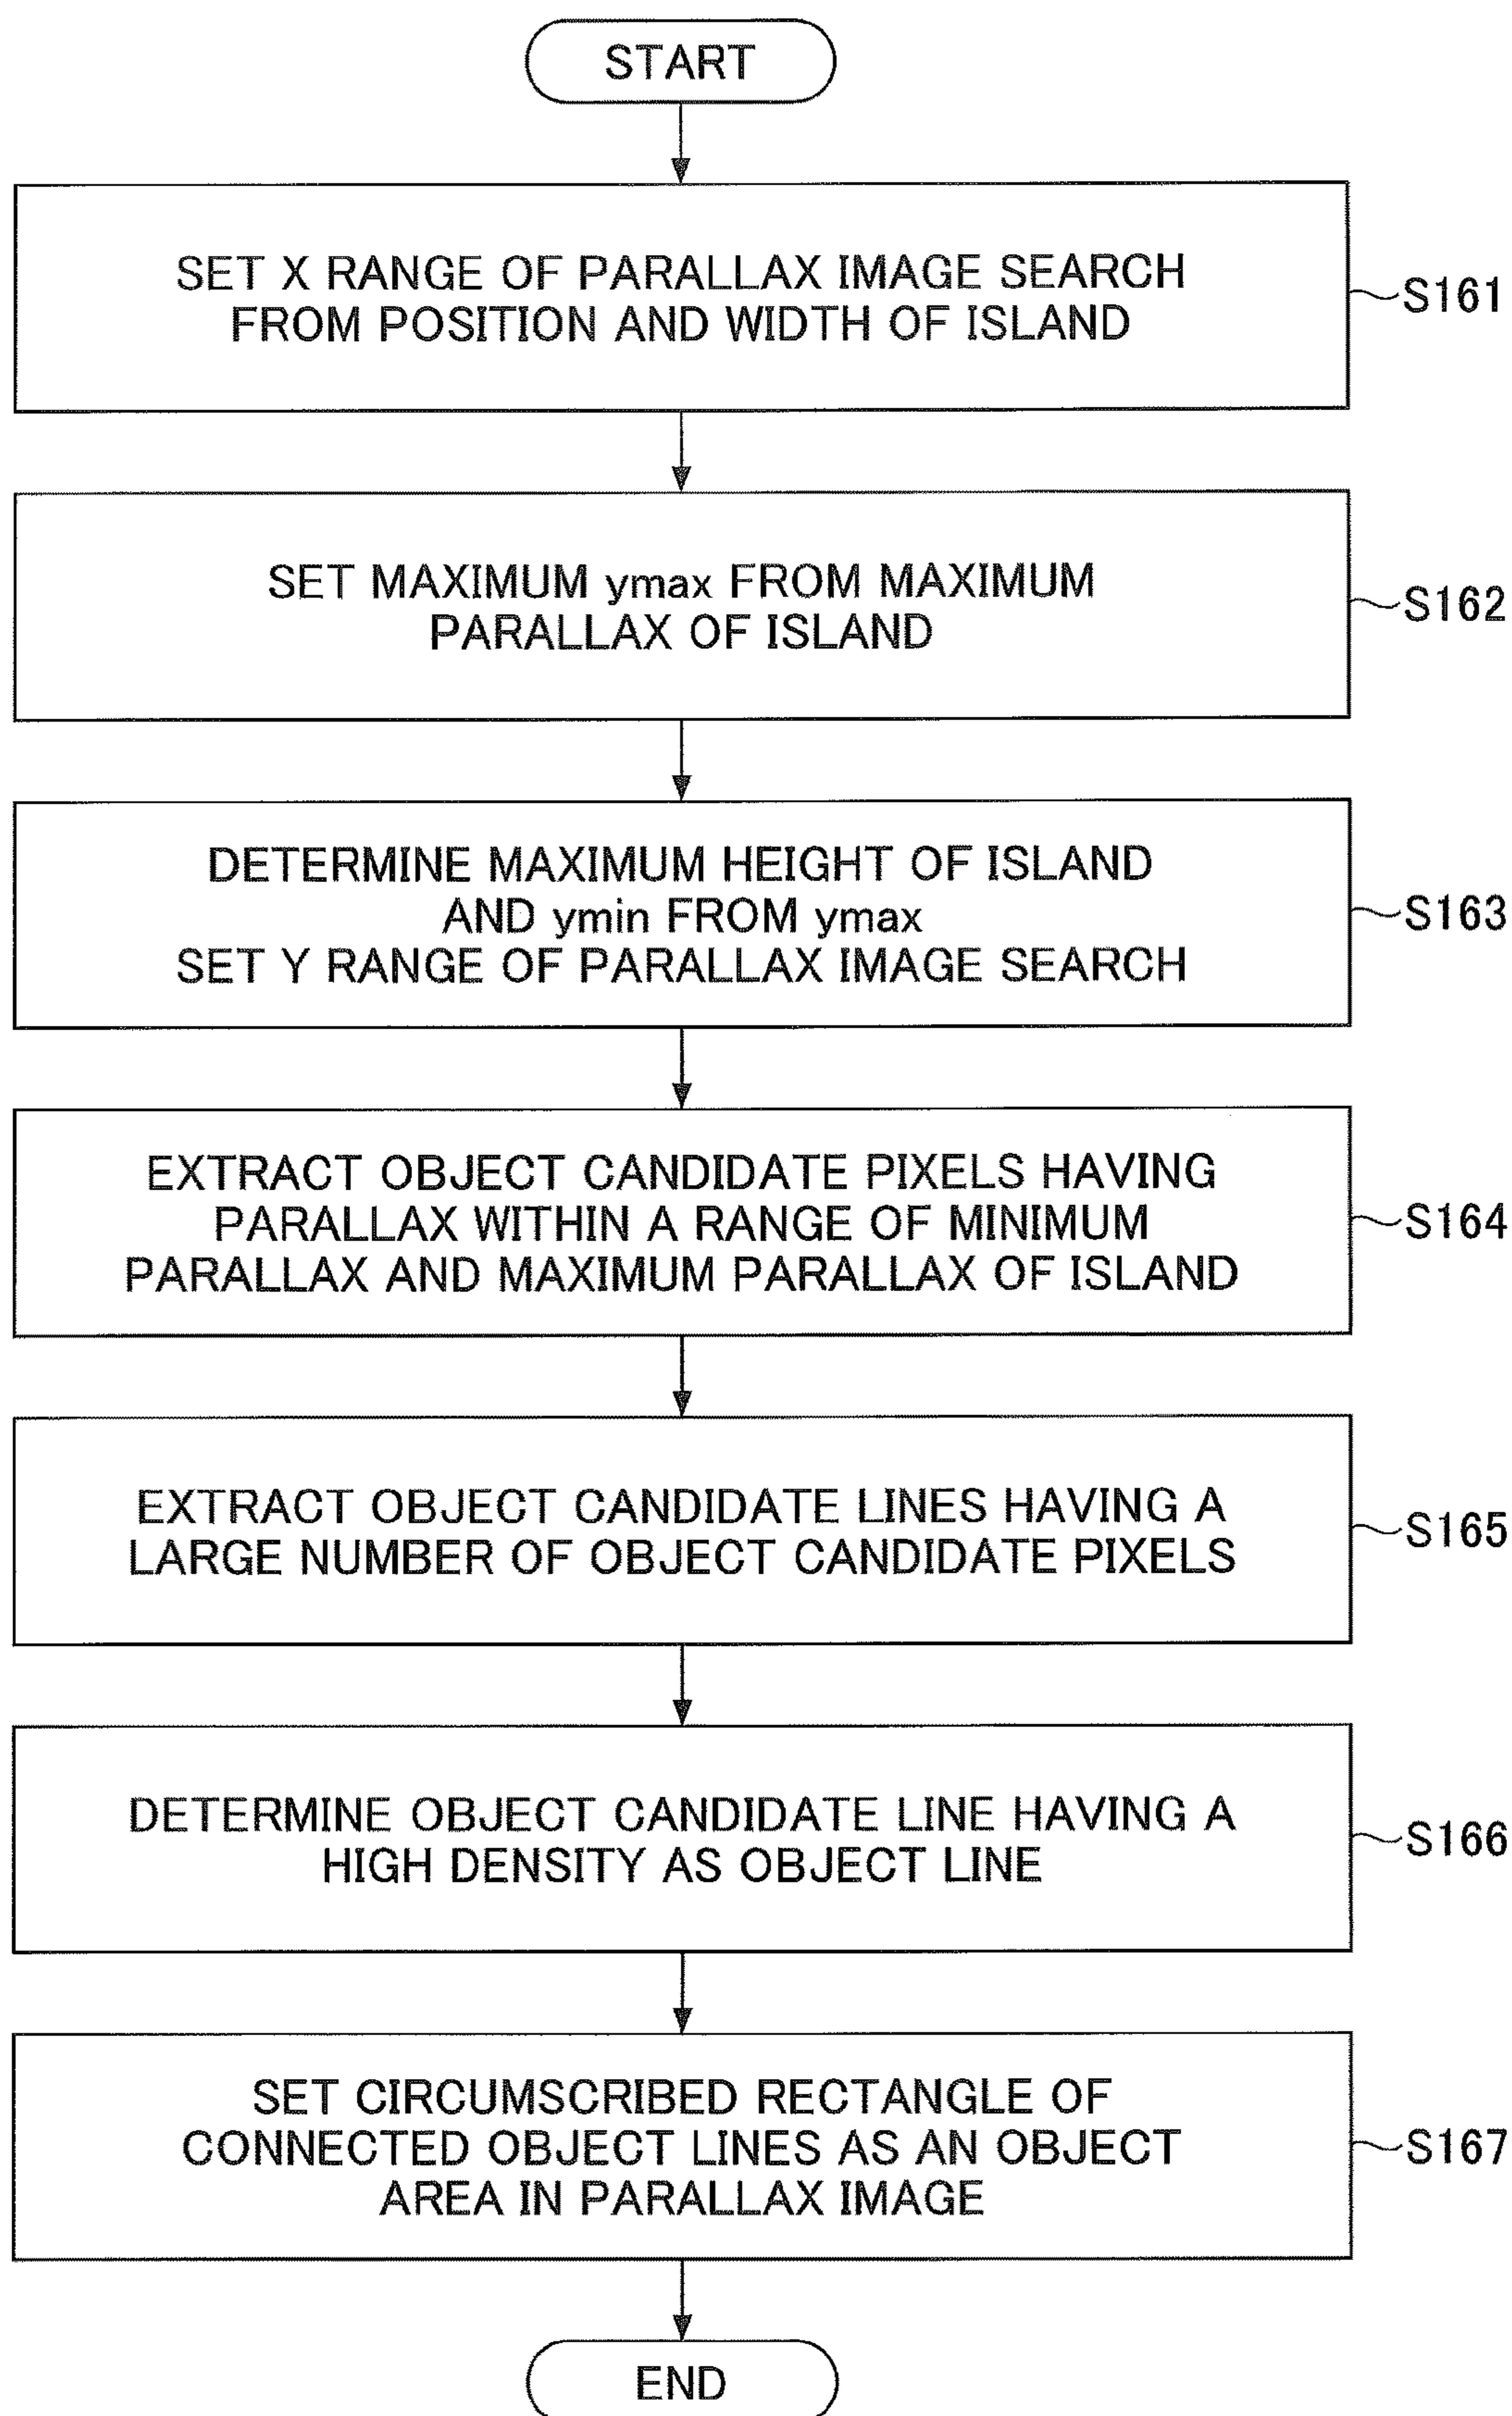 START
SET X RANGE OF PARALLAX IMAGE SEARCH
FROM POSITION AND WIDTH OF ISLAND
S161
SET MAXIMUM ymax FROM MAXIMUM
PARALLAX OF ISLAND
S162
DETERMINE MAXIMUM HEIGHT OF ISLAND
AND ymin FROM ymax
SET Y RANGE OF PARALLAX IMAGE SEARCH
S163
EXTRACT OBJECT CANDIDATE PIXELS HAVING
PARALLAX WITHIN A RANGE OF MINIMUM
PARALLAX AND MAXIMUM PARALLAX OF ISLAND
S164
EXTRACT OBJECT CANDIDATE LINES HAVING A
LARGE NUMBER OF OBJECT CANDIDATE PIXELS
S165
DETERMINE OBJECT CANDIDATE LINE HAVING A
HIGH DENSITY AS OBJECT LINE
S166
SET CIRCUMSCRIBED RECTANGLE OF
CONNECTED OBJECT LINES AS AN OBJECT
AREA IN PARALLAX IMAGE
S167
END